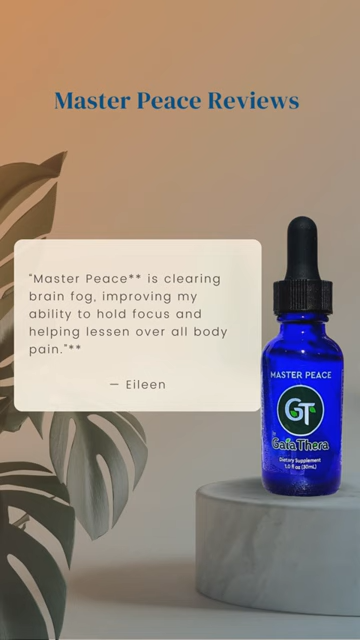 Master Peace Reviews
"Master Peace** is clearing
brain fog, improving my
ability to hold focus and
helping lessen over all body
pain."**
— Eileen
MASTER PEACE
GT
GaiaThera
Dietary Supplement
1.0 fl oz (30mL)